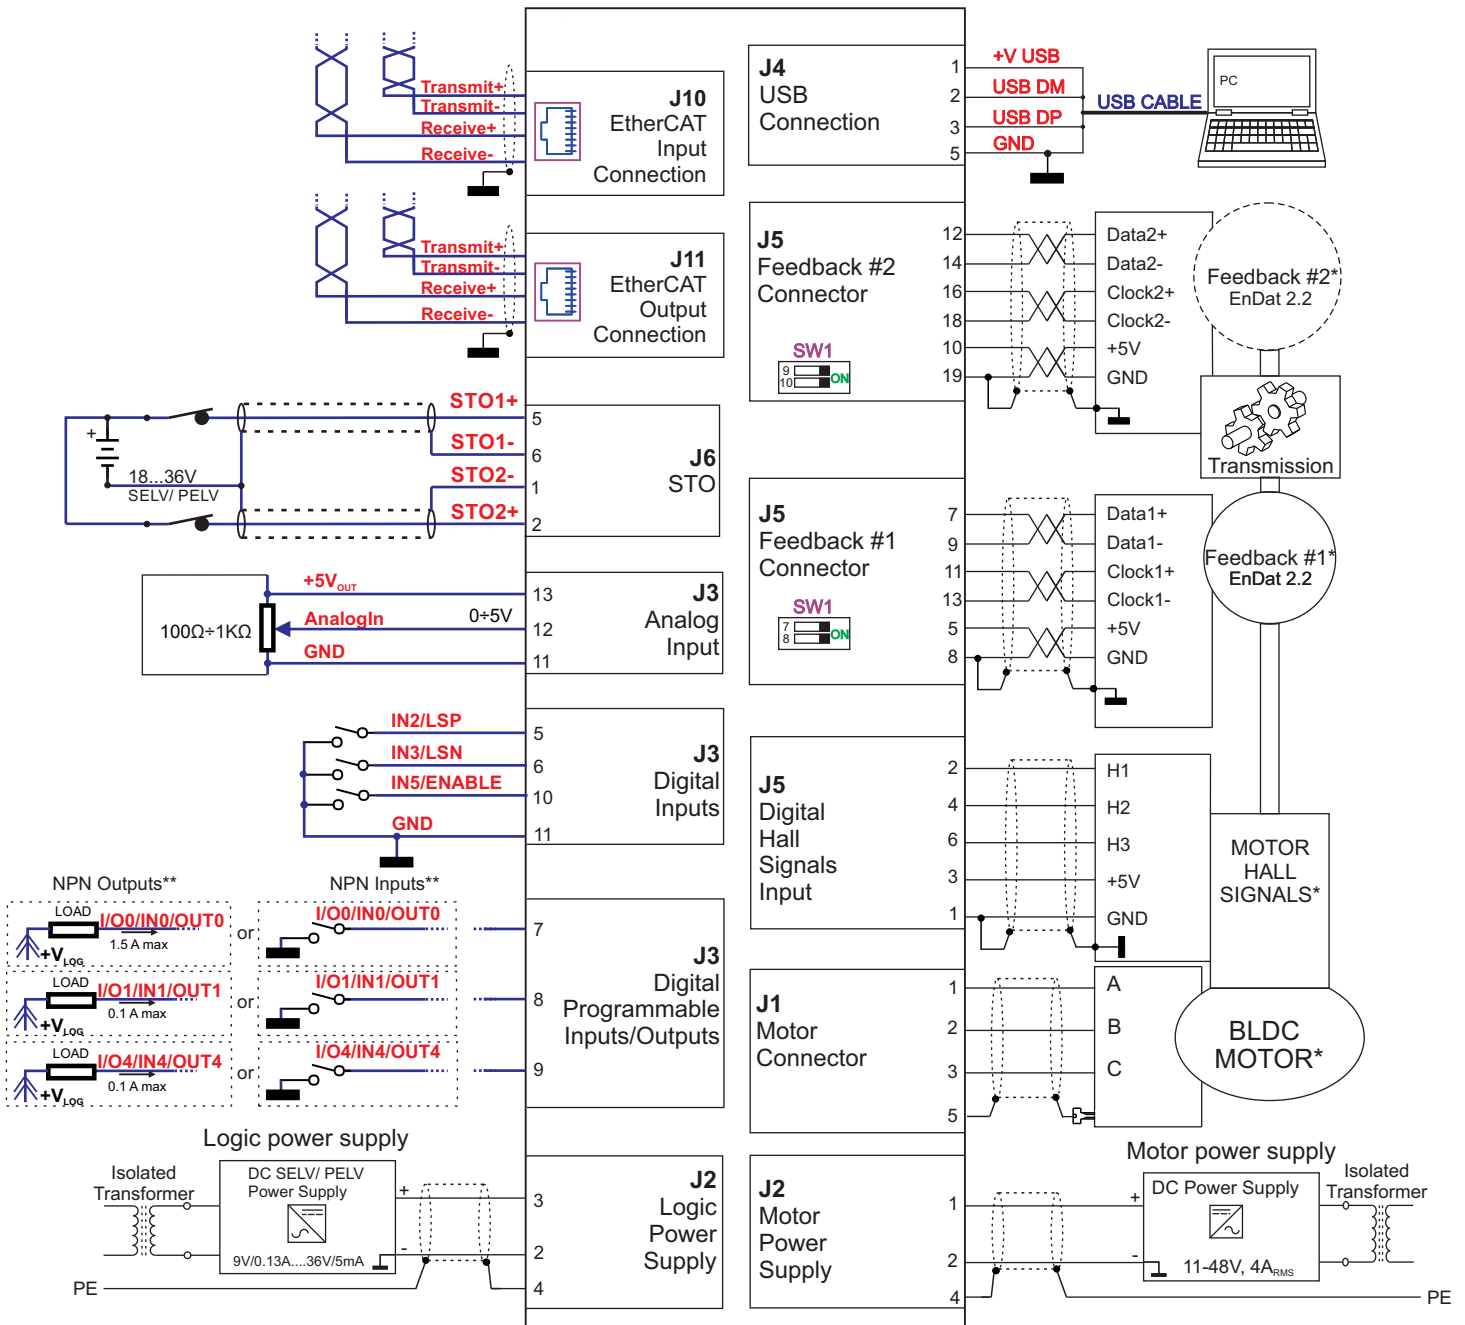 Transmit+
Transmit-
Receive+
Receive-
J10
EtherCAT
Input
Connection
Transmit+
Transmit-
Receive+
Receive-
J11
EtherCAT
Output
Connection
+
18...36V
SELV/ PELV
STO1+
5
STO1-
6
STO2-
1
STO2+
2
J6
STO
100Ω÷1KΩ
+5VOUT
13
AnalogIn
0÷5V
12
GND
11
J3
Analog
Input
IN2/LSP
5
IN3/LSN
6
IN5/ENABLE
10
GND
11
J3
Digital
Inputs
NPN Outputs**
NPN Inputs**
LOAD
I/O0/IN0/OUT0
1.5 A max
+VLOG
or
I/O0/IN0/OUT0
7
LOAD
I/O1/IN1/OUT1
0.1 A max
+VLOG
or
I/O1/IN1/OUT1
8
LOAD
I/O4/IN4/OUT4
0.1 A max
+VLOG
or
I/O4/IN4/OUT4
9
J3
Digital
Programmable
Inputs/Outputs
Logic power supply
Isolated
Transformer
DC SELV/ PELV
Power Supply
9V/0.13A....36V/5mA
+
-
PE
3
2
4
J2
Logic
Power
Supply
J4
USB
Connection
1
+V USB
2
USB DM
3
USB DP
5
GND
USB CABLE
PC
J5
Feedback #2
Connector
SW1
9
10
ON
12
14
16
18
10
19
Data2+
Data2-
Clock2+
Clock2-
+5V
GND
Feedback #2*
EnDat 2.2
Transmission
J5
Feedback #1
Connector
SW1
7
8
ON
7
9
11
13
5
8
Data1+
Data1-
Clock1+
Clock1-
+5V
GND
Feedback #1*
EnDat 2.2
J5
Digital
Hall
Signals
Input
2
4
6
3
1
H1
H2
H3
+5V
GND
MOTOR
HALL
SIGNALS*
J1
Motor
Connector
1
2
3
5
A
B
C
BLDC
MOTOR*
Motor power supply
J2
Motor
Power
Supply
1
2
4
+
-
DC Power Supply
11-48V, 4ARMS
Isolated
Transformer
PE